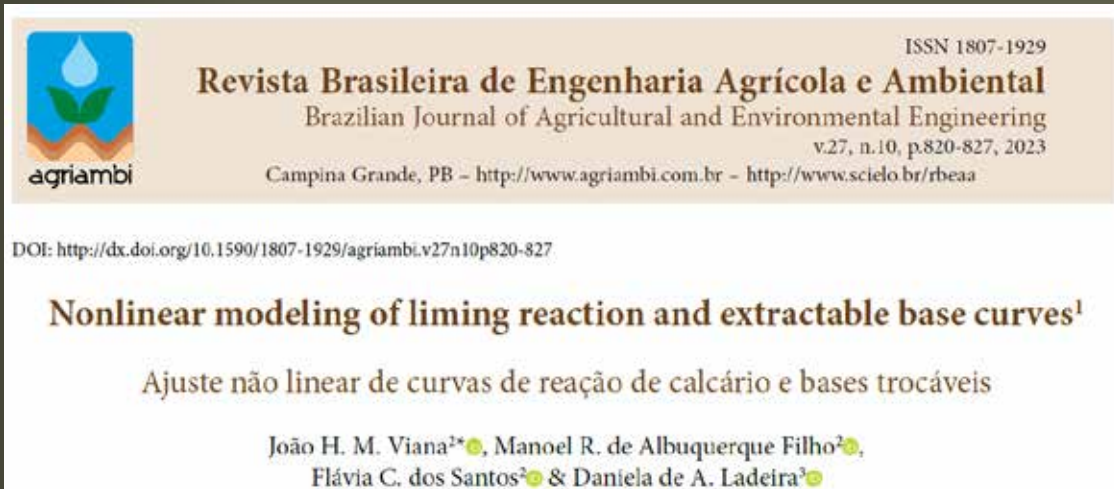 agriambi
ISSN 1807-1929
Revista Brasileira de Engenharia Agrícola e Ambiental
Brazilian Journal of Agricultural and Environmental Engineering
v.27, n.10, p.820-827, 2023
Campina Grande, PB – http://www.agriambi.com.br – http://www.scielo.br/rbeaa
DOI: http://dx.doi.org/10.1590/1807-1929/agriambi.v27n10p820-827
Nonlinear modeling of liming reaction and extractable base curves¹
Ajuste não linear de curvas de reação de calcário e bases trocáveis
João H. M. Viana²*, Manoel R. de Albuquerque Filho²,
Flávia C. dos Santos² & Daniela de A. Ladeira³